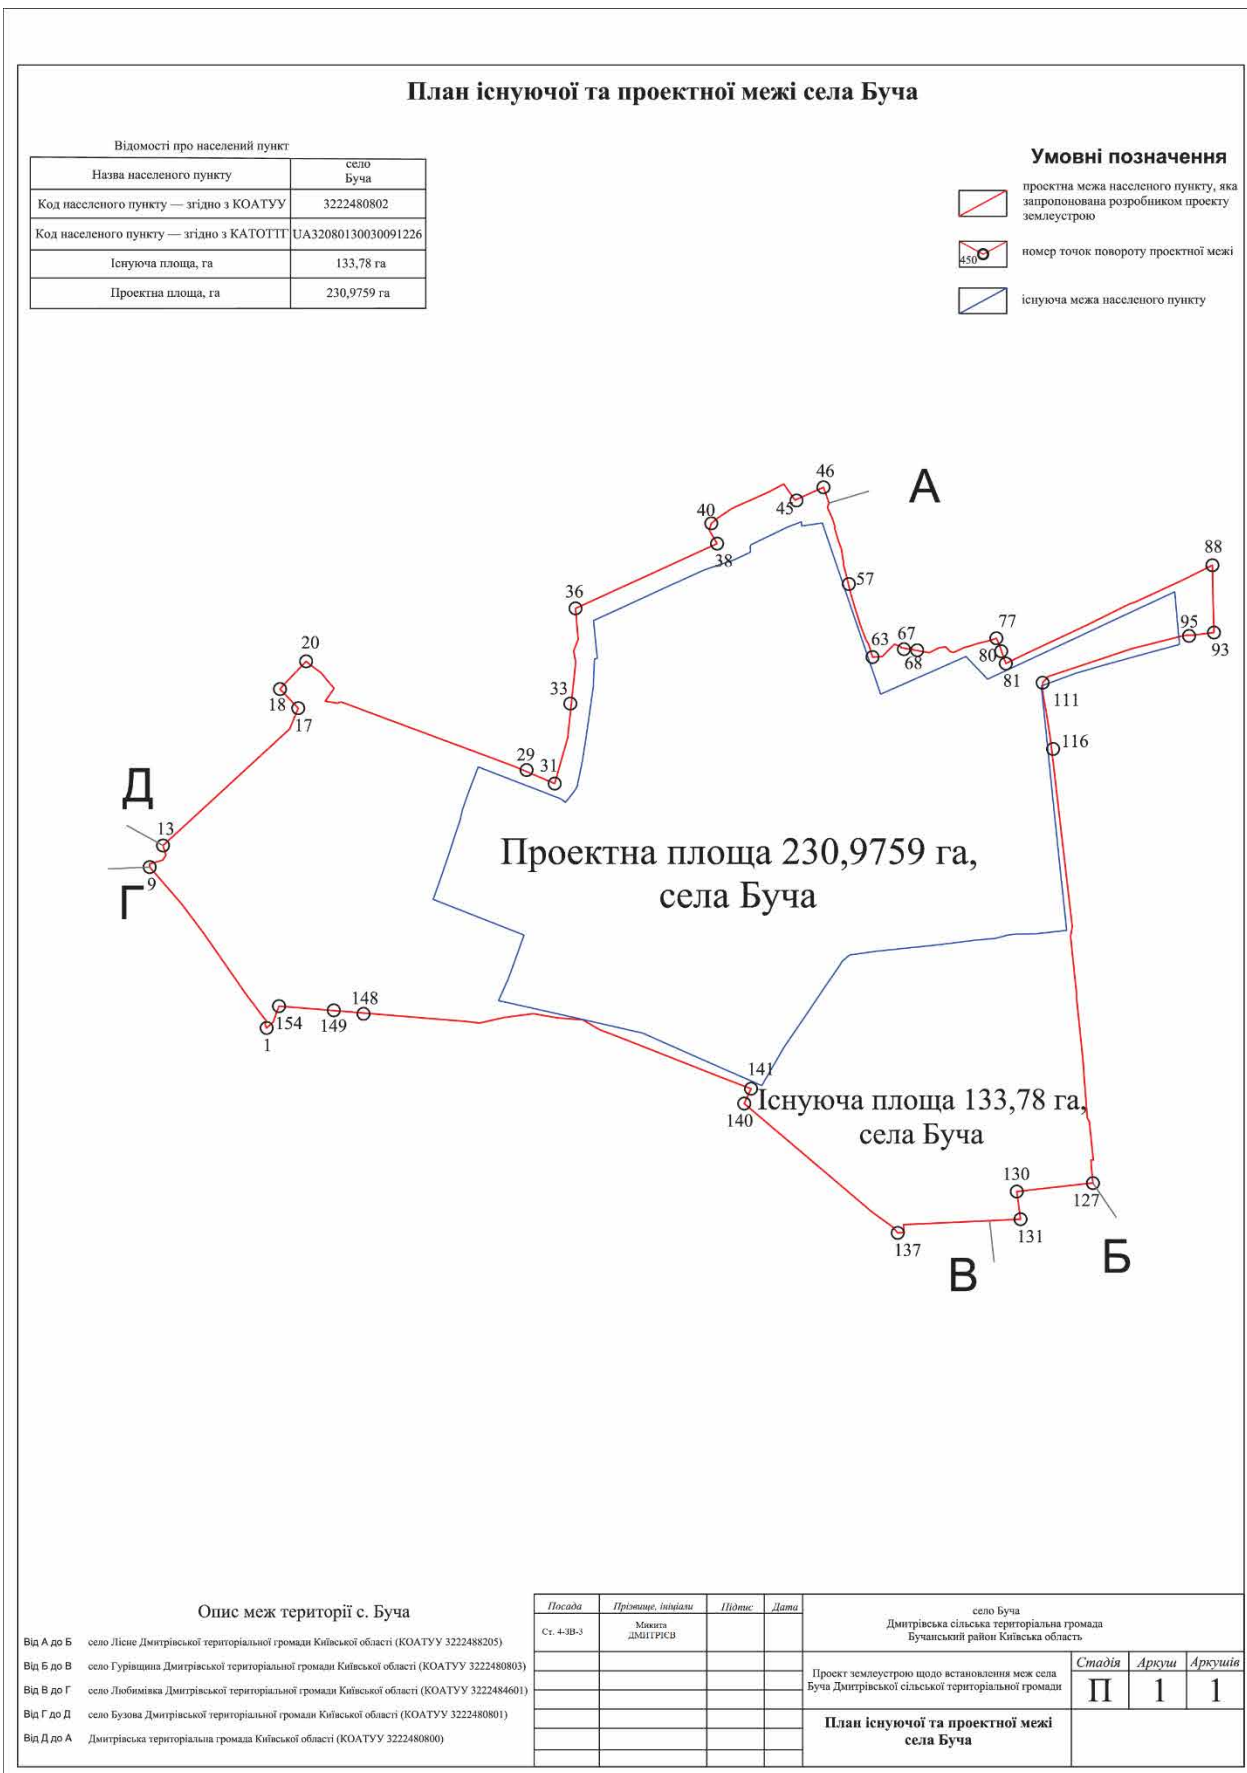 План існуючої та проектної межі села Буча
Відомості про населений пункт
Назва населеного пункту
село
Буча
Код населеного пункту — згідно з КОАТУУ 3222480802
Код населеного пункту — згідно з КАТОТТГ UA32080130030091226
Існуюча площа, га 133,78 га
Проектна площа, га 230,9759 га
Умовні позначення
проектна межа населеного пункту, яка
запропонована розробником проекту
землеустрою
450
номер точок повороту проектної межі
існуюча межа населеного пункту
46
А
40
45
38
88
57
36
77
67
95
63
68
80
93
20
81
33
111
18
17
116
29
31
Д
13
Проектна площа 230,9759 га,
села Буча
9
Г
148
154
149
1
141
Існуюча площа 133,78 га,
140
села Буча
130
127
131
137
Б
В
Опис меж території с. Буча
Від А до Б село Лісне Дмитрівської територіальної громади Київської області (КОАТУУ 3222488205)
Від Б до В село Гурівщина Дмитрівської територіальної громади Київської області (КОАТУУ 3222480803)
Від В до Г село Любимівка Дмитрівської територіальної громади Київської області (КОАТУУ 3222484601)
Від Г до Д село Бузова Дмитрівської територіальної громади Київської області (КОАТУУ 3222480801)
Від Д до А Дмитрівська територіальна громада Київської області (КОАТУУ 3222480800)
Посада Прізвище, ініціали Підпис Дата
Ст. 4-ЗВ-3
Микита
ДМИТРІЄВ
село Буча
Дмитрівська сільська територіальна громада
Бучанський район Київська область
Проект землеустрою щодо встановлення меж села
Буча Дмитрівської сільської територіальної громади
Стадія Аркуш Аркушів
П 1 1
План існуючої та проектної межі
села Буча